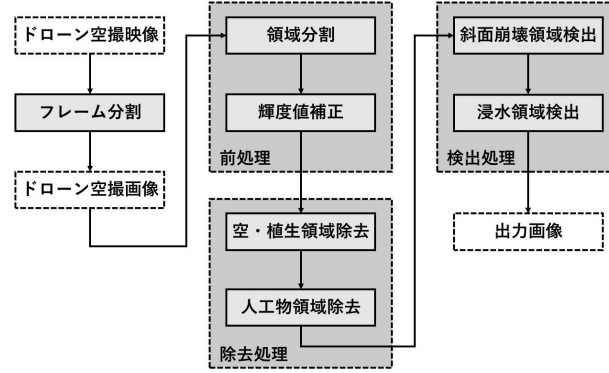 ドローン空撮映像
フレーム分割
ドローン空撮画像
領域分割
輝度値補正
前処理
空・植生領域除去
人工物領域除去
除去処理
斜面崩壊領域検出
浸水領域検出
検出処理
出力画像